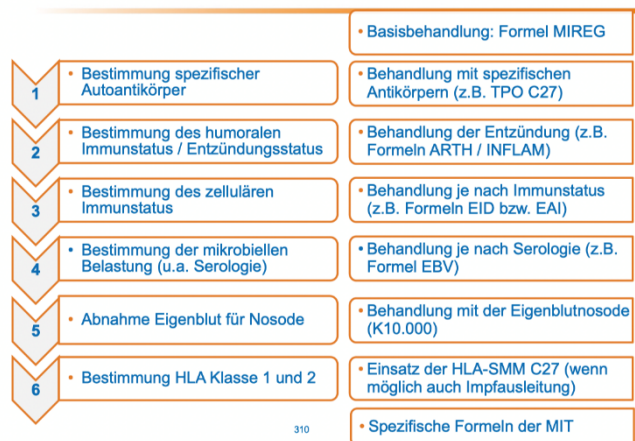 • Basisbehandlung: Formel MIREG
1
• Bestimmung spezifischer
Autoantikörper
• Behandlung mit spezifischen
Antikörpern (z.B. TPO C27)
2
• Bestimmung des humoralen
Immunstatus / Entzündungsstatus
• Behandlung der Entzündung (z.B.
Formeln ARTH / INFLAM)
3
• Bestimmung des zellulären
Immunstatus
• Behandlung je nach Immunstatus
(z.B. Formeln EID bzw. EAI)
4
• Bestimmung der mikrobiellen
Belastung (u.a. Serologie)
• Behandlung je nach Serologie (z.B.
Formel EBV)
5
• Abnahme Eigenblut für Nosode
• Behandlung mit der Eigenblutnosode
(K10.000)
6
• Bestimmung HLA Klasse 1 und 2
• Einsatz der HLA-SMM C27 (wenn
möglich auch Impfausleitung)
310
• Spezifische Formeln der MIT